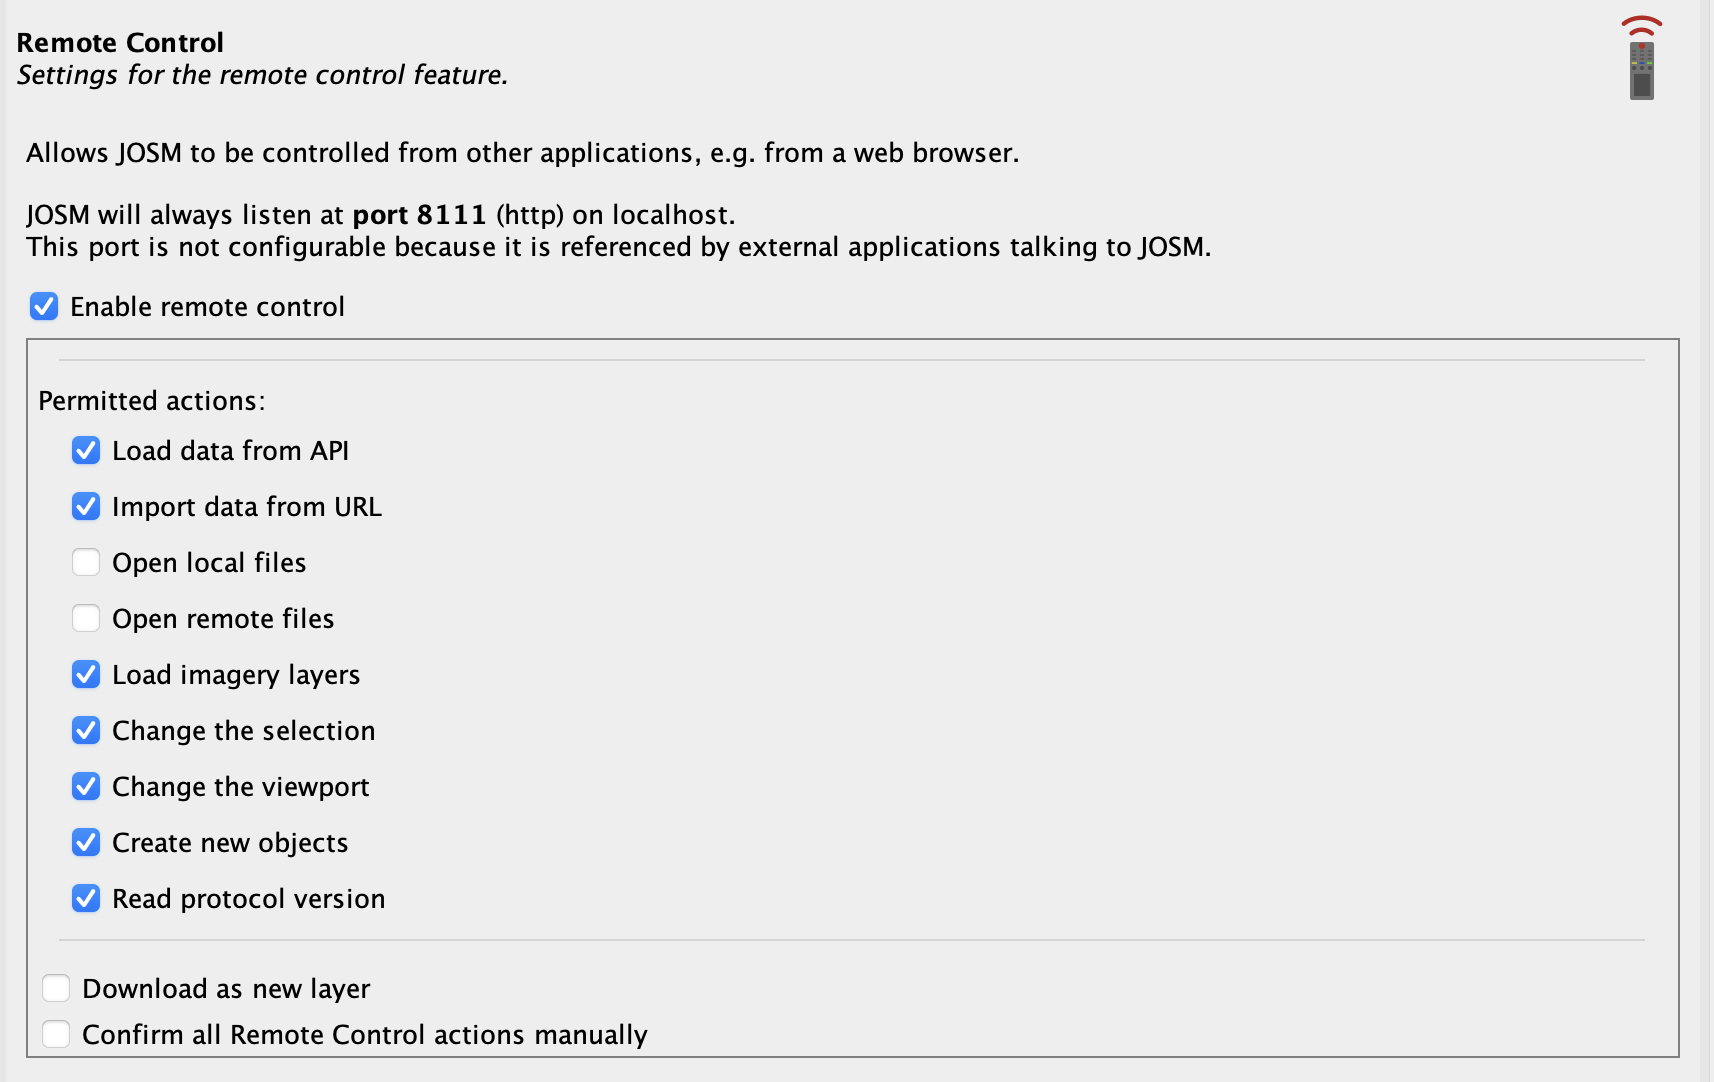 Remote Control
Settings for the remote control feature.
Allows JOSM to be controlled from other applications, e.g. from a web browser.
JOSM will always listen at port 8111 (http) on localhost.
This port is not configurable because it is referenced by external applications talking to JOSM.
Enable remote control
Permitted actions:
Load data from API
Import data from URL
Open local files
Open remote files
Load imagery layers
Change the selection
Change the viewport
Create new objects
Read protocol version
Download as new layer
Confirm all Remote Control actions manually